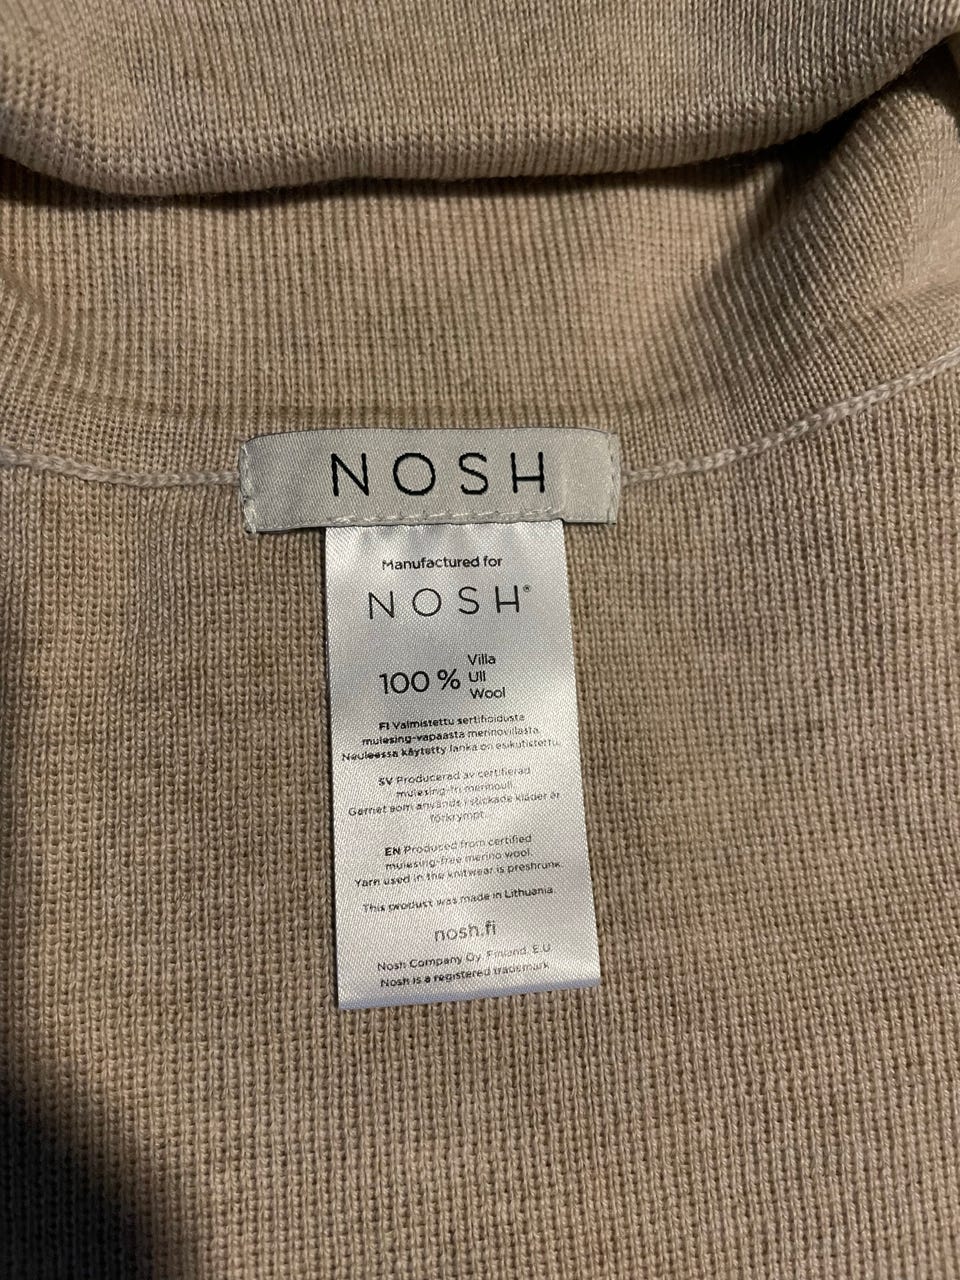 NOSH
Manufactured for
NOSH®
100 % Villa
Ull
Wool
FI Valmistettu sertifioidusta
mulesing-vapaasta merinovillasta.
Neuleessa käytetty lanka on esikutistettu.
SV Producerad av certifierad
mulesing-fri merinoull.
Garnet som används i stickade kläder är
förkrympt.
EN Produced from certified
mulesing-free merino wool.
Yarn used in the knitwear is preshrunk.
This product was made in Lithuania.
nosh.fi
Nosh Company Oy, Finland, E.U
Nosh is a registered trademark